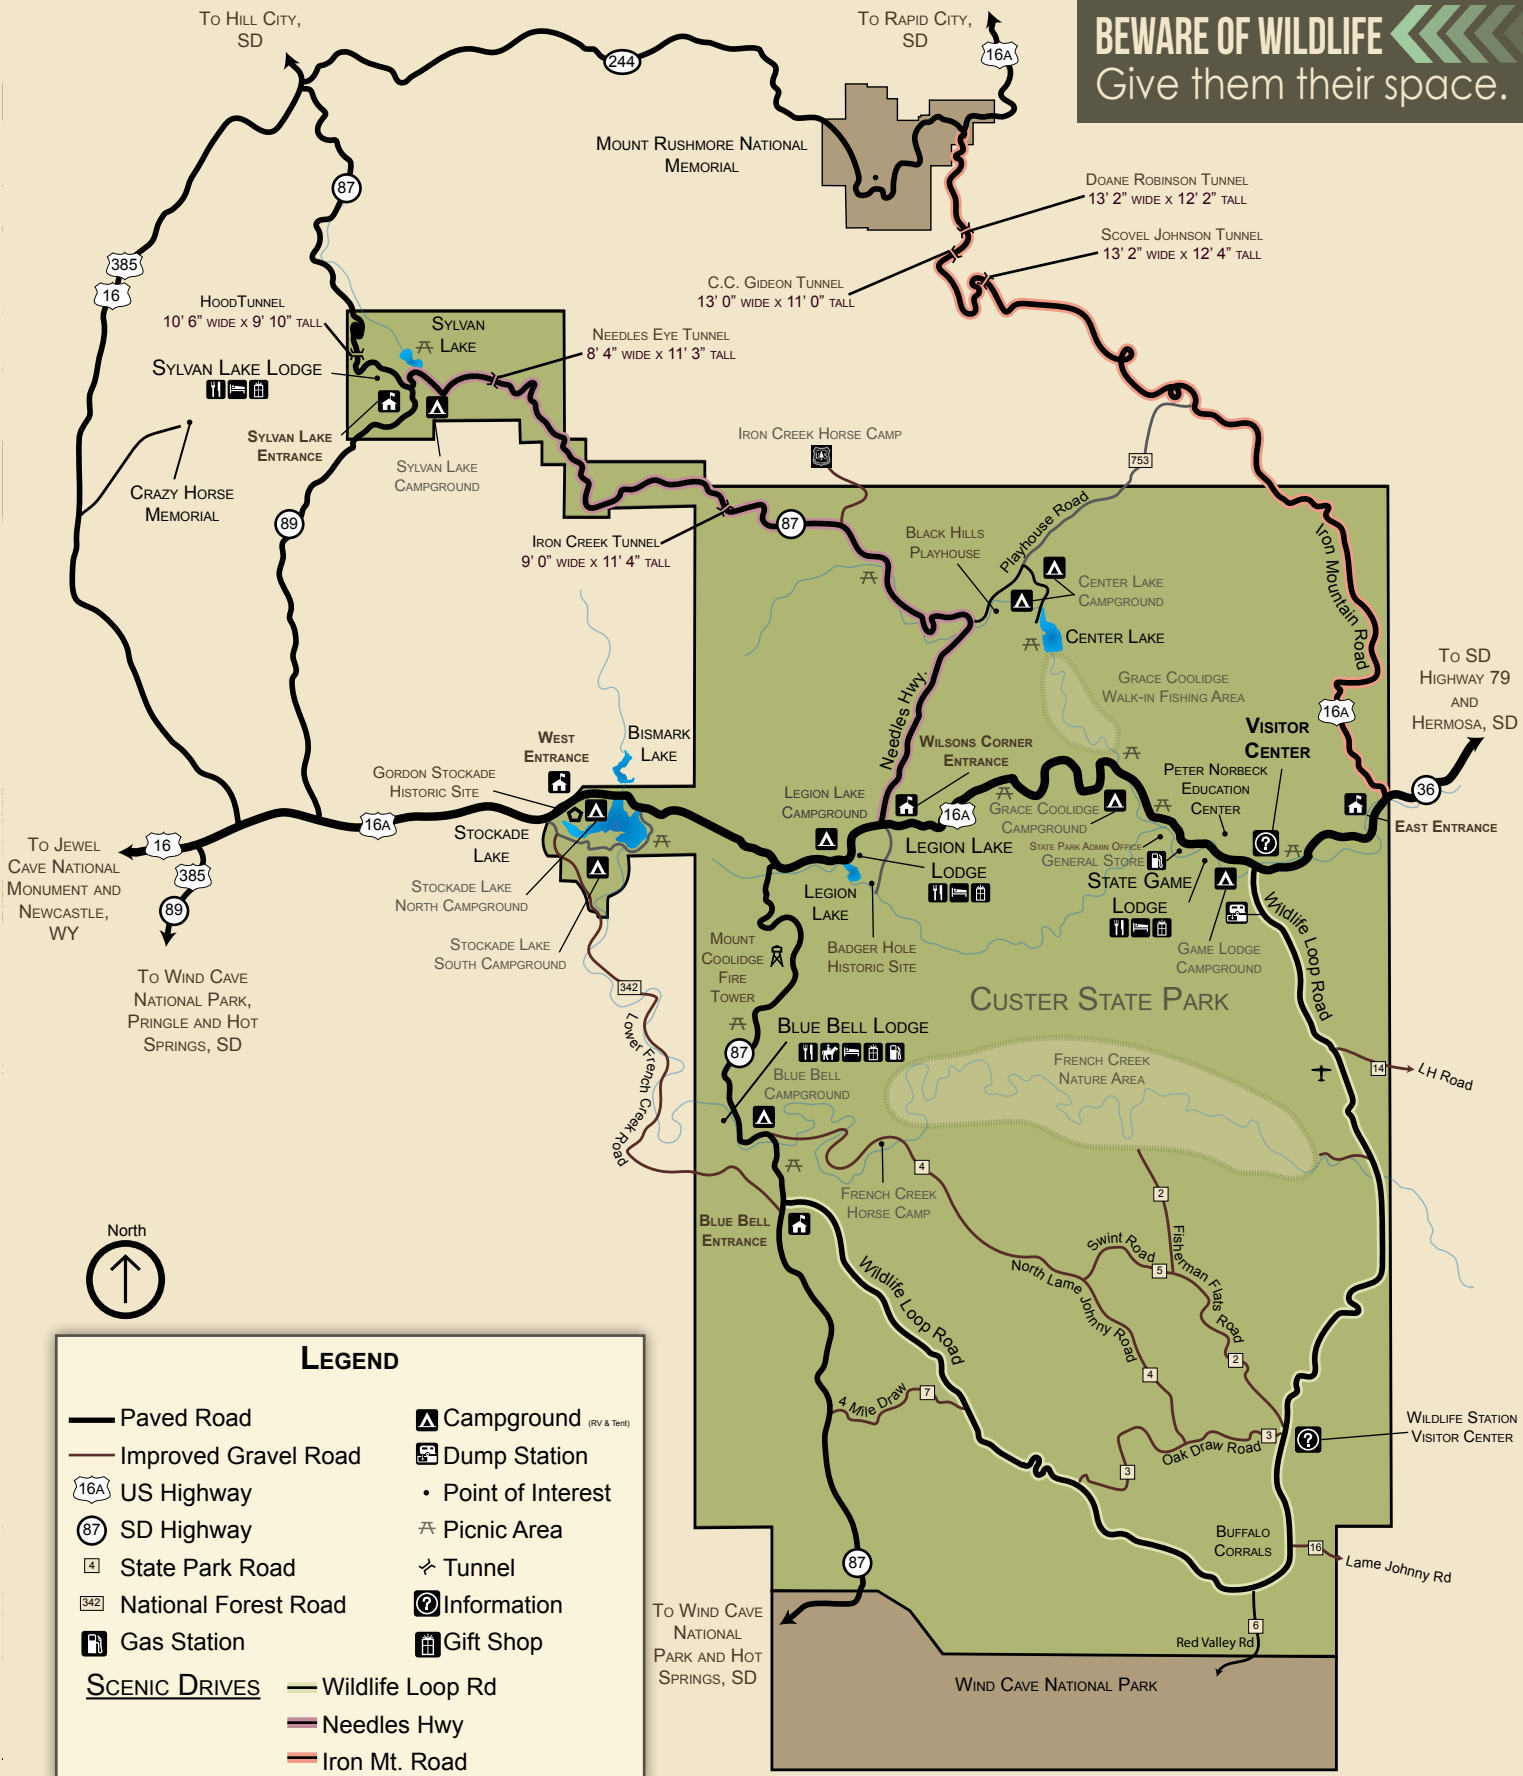 To Hill City,
SD
To Rapid City,
SD
16A
BEWARE OF WILDLIFE
Give them their space.
244
Mount Rushmore National
Memorial
87
Doane Robinson Tunnel
13' 2" wide x 12' 2" tall
Scovel Johnson Tunnel
13' 2" wide x 12' 4" tall
C.C. Gideon Tunnel
13' 0" wide x 11' 0" tall
385
16
HoodTunnel
10' 6" wide x 9' 10" tall
Sylvan
Lake
Needles Eye Tunnel
8' 4" wide x 11' 3" tall
Sylvan Lake Lodge
Sylvan Lake
Entrance
Sylvan Lake
Campground
Crazy Horse
Memorial
89
Iron Creek Horse Camp
753
Iron Creek Tunnel
9' 0" wide x 11' 4" tall
87
Black Hills
Playhouse
Playhouse Road
Center Lake
Campground
Center Lake
Iron Mountain Road
Grace Coolidge
Walk-in Fishing Area
To SD
Highway 79
and
Hermosa, SD
16A
Needles Hwy.
Visitor
Center
West
Entrance
Bismark
Lake
Wilsons Corner
Entrance
Gordon Stockade
Historic Site
Legion Lake
Campground
Peter Norbeck
Education
Center
36
16A
16A
Grace Coolidge
Campground
East Entrance
Stockade
Lake
To Jewel
Cave National
Monument and
Newcastle,
WY
16
385
89
Legion Lake
Lodge
State Park Admin Office
General Store
State Game
Lodge
Legion
Lake
Stockade Lake
North Campground
Stockade Lake
South Campground
Mount
Coolidge
Fire
Tower
Badger Hole
Historic Site
Game Lodge
Campground
Wildlife Loop Road
To Wind Cave
National Park,
Pringle and Hot
Springs, SD
342
Lower French Creek Road
Custer State Park
Blue Bell Lodge
87
Blue Bell
Campground
French Creek
Nature Area
14
LH Road
4
French Creek
Horse Camp
2
Blue Bell
Entrance
North
Swint Road
5
Fisherman Flats Road
North Lame Johnny Road
Wildlife Loop Road
2
4
4 Mile Draw
7
Oak Draw Road
3
3
Wildlife Station
Visitor Center
Buffalo
Corrals
16
Lame Johnny Rd
87
To Wind Cave
National
Park and Hot
Springs, SD
6
Red Valley Rd
Wind Cave National Park
Legend
Paved Road
Improved Gravel Road
16A
US Highway
87
SD Highway
4
State Park Road
342
National Forest Road
Gas Station
Campground (RV & Tent)
Dump Station
Point of Interest
Picnic Area
Tunnel
Information
Gift Shop
Scenic Drives
Wildlife Loop Rd
Needles Hwy
Iron Mt. Road